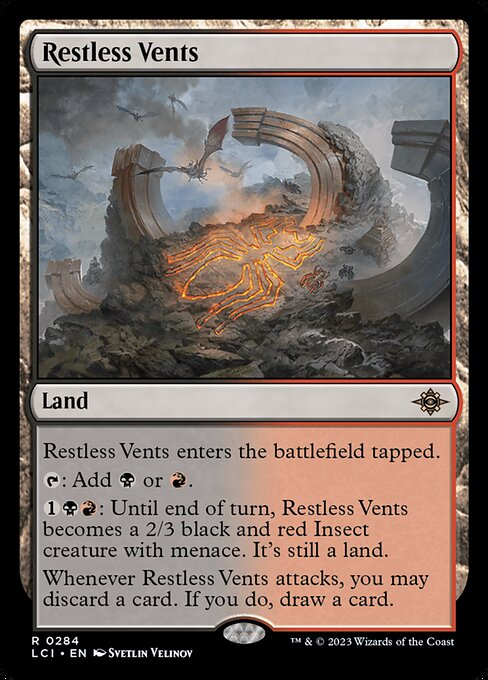 Restless Vents
Land
Restless Vents enters the battlefield tapped.
: Add or .
1: Until end of turn, Restless Vents
becomes a 2/3 black and red Insect
creature with menace. It's still a land.
Whenever Restless Vents attacks, you may
discard a card. If you do, draw a card.
R 0284
LCI • EN Svetlin Velinov
™ & © 2023 Wizards of the Coast